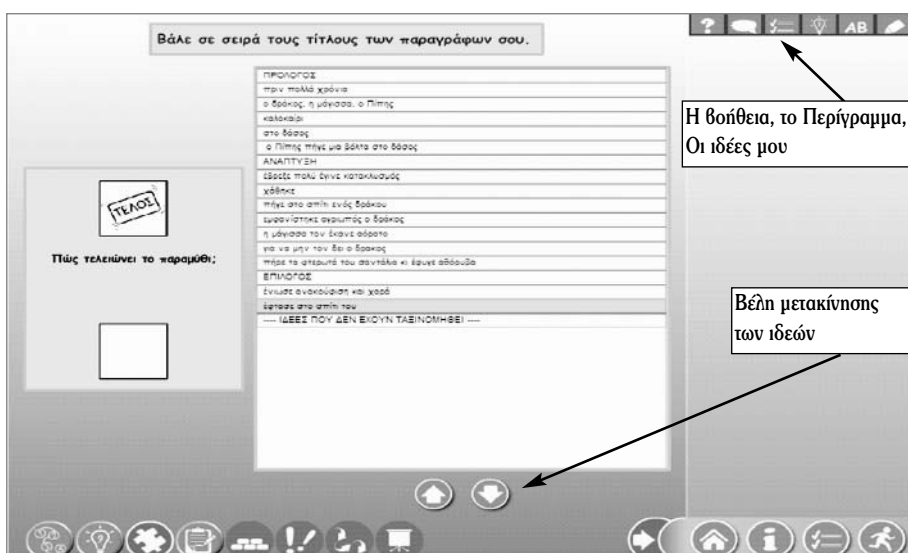 Βάλε σε σειρά τους τίτλους των παραγράφων σου.
? AB
Η βοήθεια, το Περίγραμμα,
Οι ιδέες μου
ΠΡΟΛΟΓΟΣ
πριν πολλά χρόνια
ο δράκος, η μάγισσα, ο Πίπης
καλοκαίρι
στο δάσος
ο Πίπης πήγε μια βόλτα στο δάσος
ΑΝΑΠΤΥΞΗ
έβρεξε πολύ έγινε κατακλυσμός
χάθηκε
πήγε στο σπίτι ενός δράκου
εμφανίστηκε αγριωπός ο δράκος
η μάγισσα τον έκανε αόρατο
για να μην τον δει ο δρακος
πήρε τα φτερωτά του σαντάλια κι έφυγε αθόρυβα
ΕΠΙΛΟΓΟΣ
ένιωσε ανακούφιση και χαρά
έφτασε στο σπίτι του
---- ΙΔΕΕΣ ΠΟΥ ΔΕΝ ΕΧΟΥΝ ΤΑΞΙΝΟΜΗΘΕΙ ----
ΤΕΛΟΣ
Πώς τελειώνει το παραμύθι;
Βέλη μετακίνησης
των ιδεών